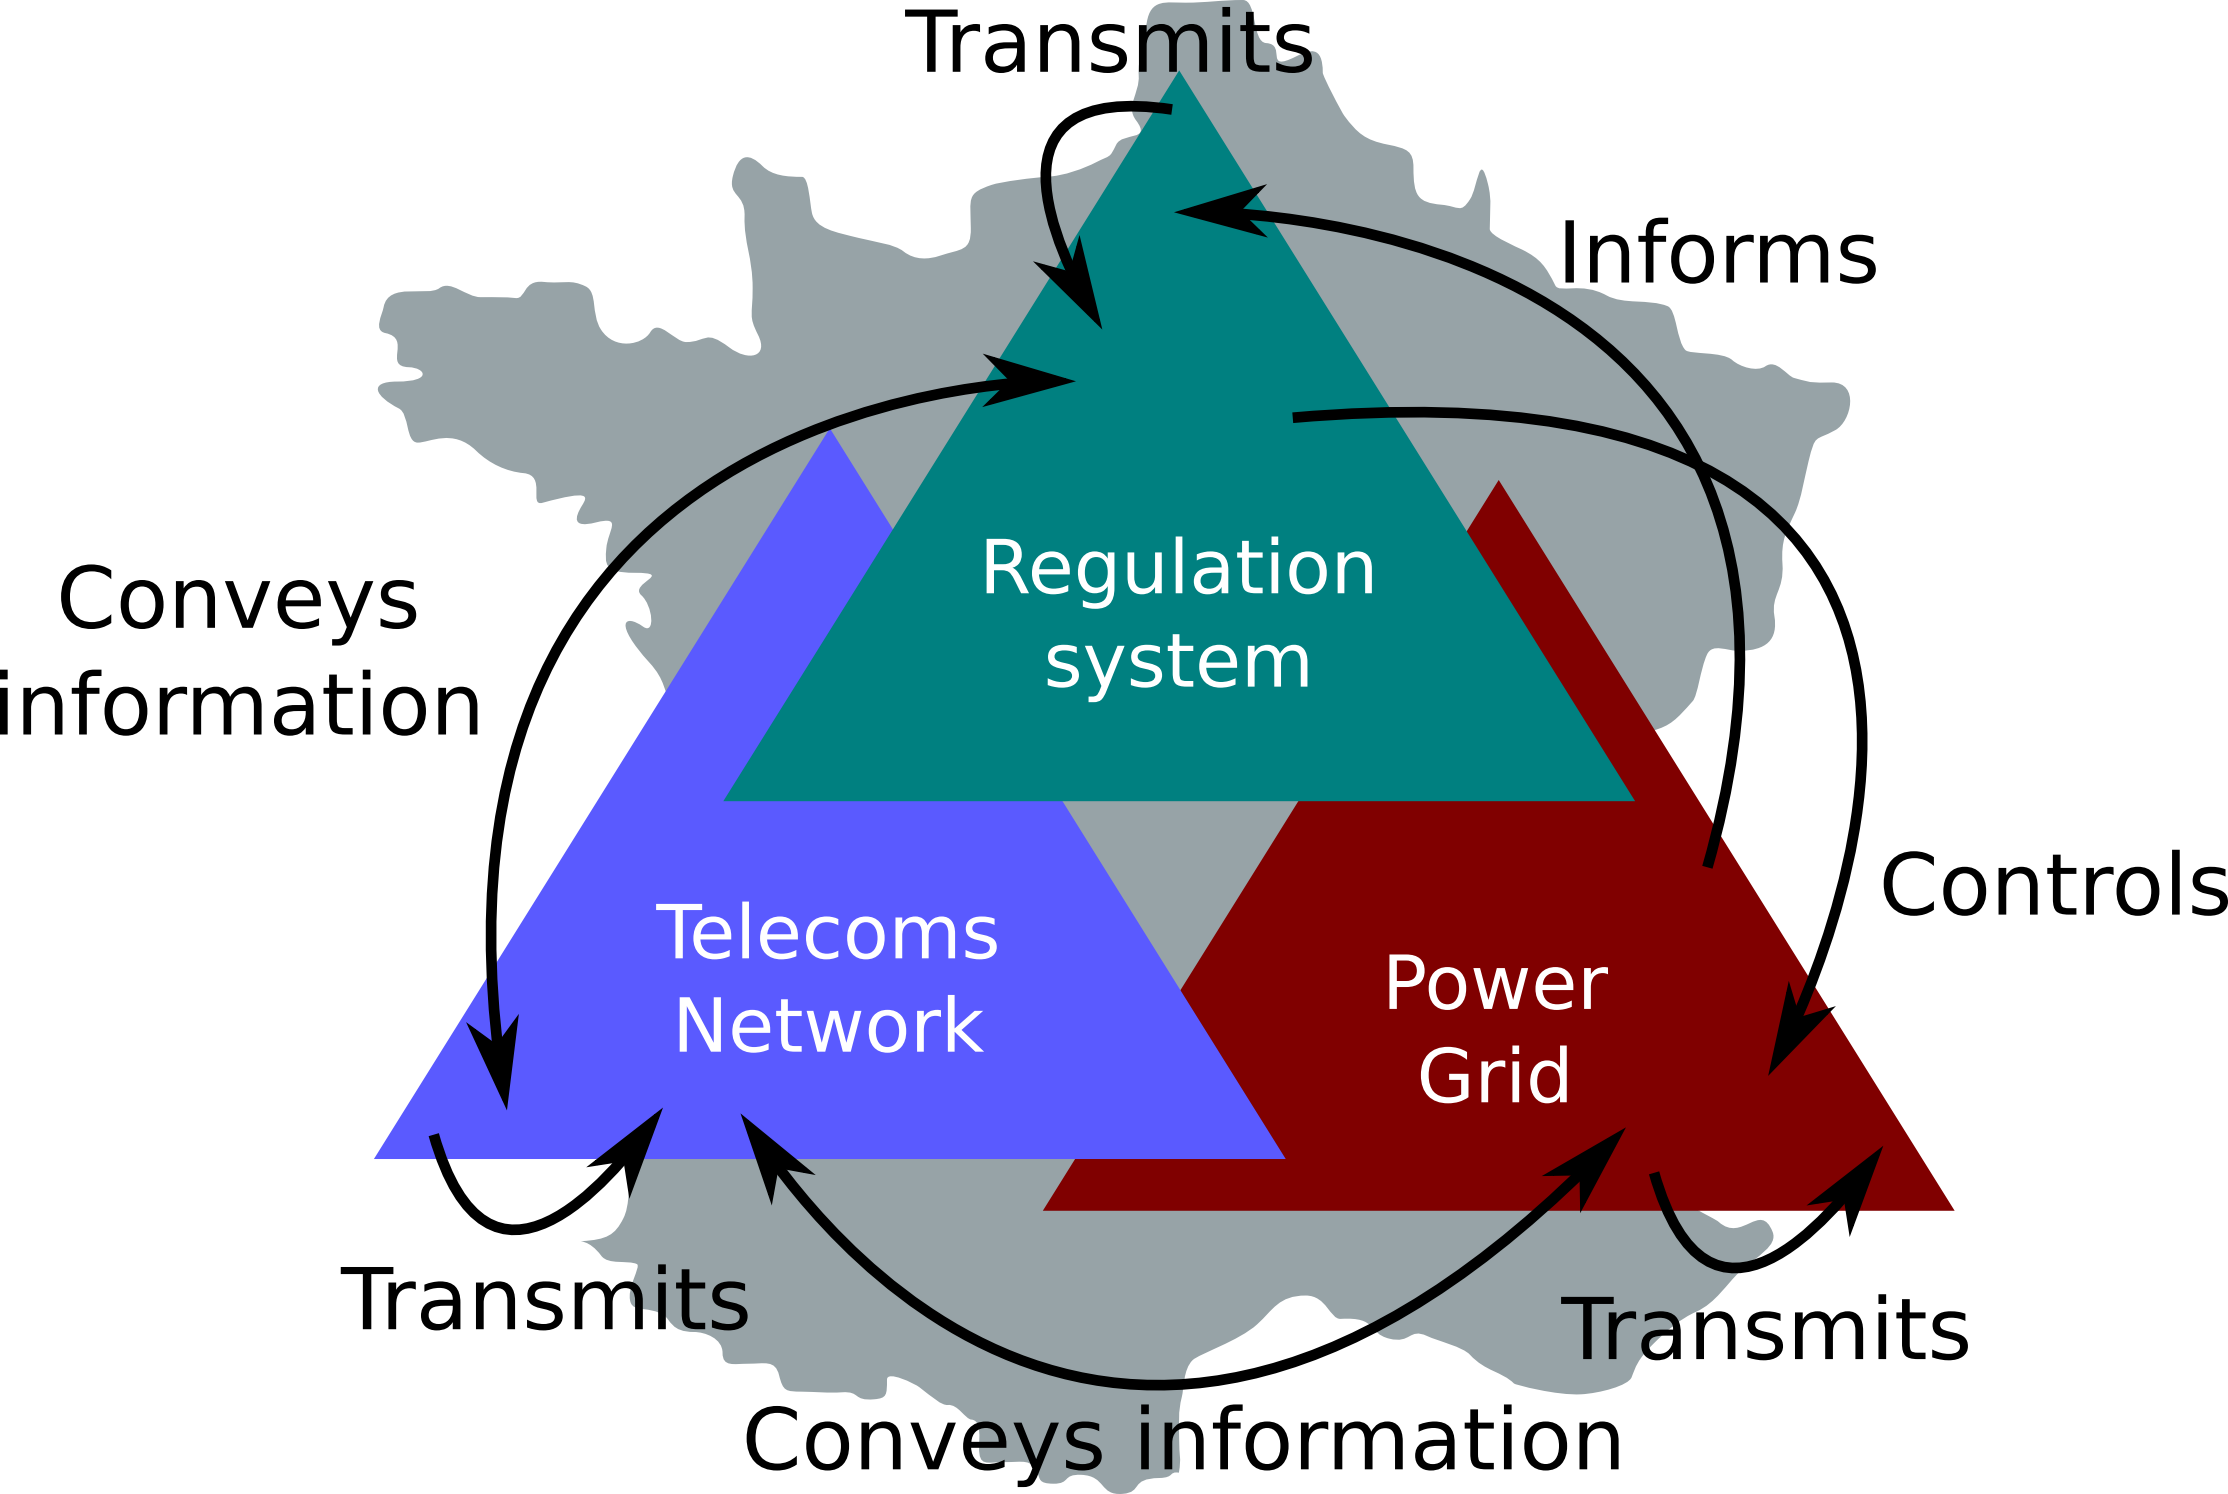 Transmits
Informs
Regulation
system
Conveys
information
Controls
Telecoms
Network
Power
Grid
Transmits
Transmits
Conveys information